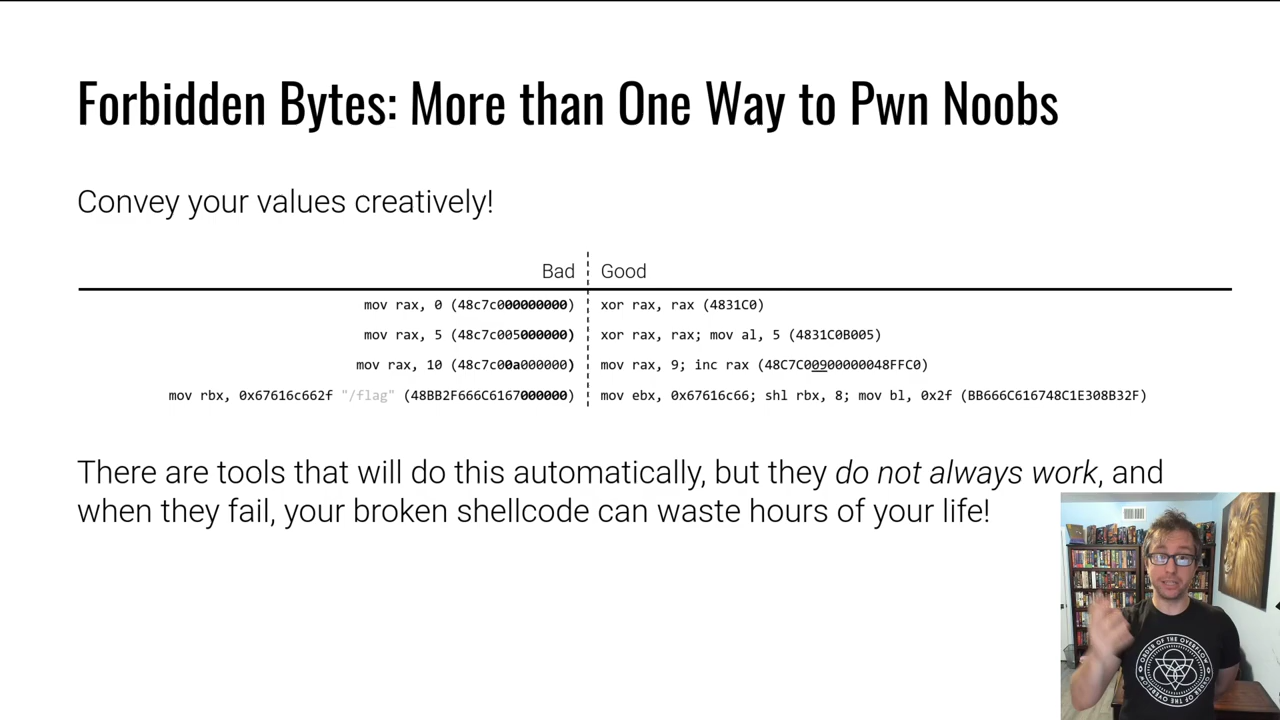 Forbidden Bytes: More than One Way to Pwn Noobs
Convey your values creatively!
Bad Good
mov rax, 0 (48c7c000000000) xor rax, rax (4831C0)
mov rax, 5 (48c7c005000000) xor rax, rax; mov al, 5 (4831C0B005)
mov rax, 10 (48c7c00a000000) mov rax, 9; inc rax (48C7C00900000048FFC0)
mov rbx, 0x67616c662f "/flag" (48BB2F666C6167000000) mov ebx, 0x67616c66; shl rbx, 8; mov bl, 0x2f (BB666C616748C1E308B32F)
There are tools that will do this automatically, but they do not always work, and
when they fail, your broken shellcode can waste hours of your life!
ORDER OF THE OVERFLOW